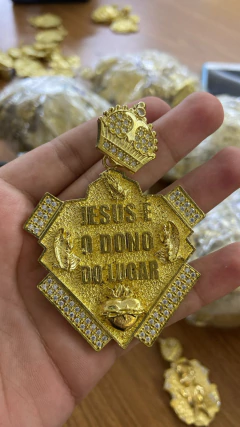 JESUS É
O DONO
DO LUGAR